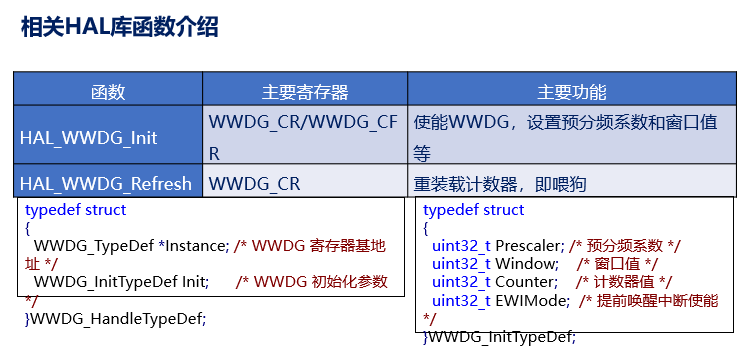 相关HAL库函数介绍
函数 主要寄存器 主要功能
HAL_WWDG_Init WWDG_CR/WWDG_CF
R 使能WWDG，设置预分频系数和窗口值
等
HAL_WWDG_Refresh WWDG_CR 重装载计数器，即喂狗
typedef struct
{
WWDG_TypeDef *Instance; /* WWDG 寄存器基地
址 */
WWDG_InitTypeDef Init; /* WWDG 初始化参数
*/
}WWDG_HandleTypeDef;
typedef struct
{
uint32_t Prescaler; /* 预分频系数 */
uint32_t Window; /* 窗口值 */
uint32_t Counter; /* 计数器值 */
uint32_t EWIMode; /* 提前唤醒中断使能
*/
}WWDG_InitTypeDef;